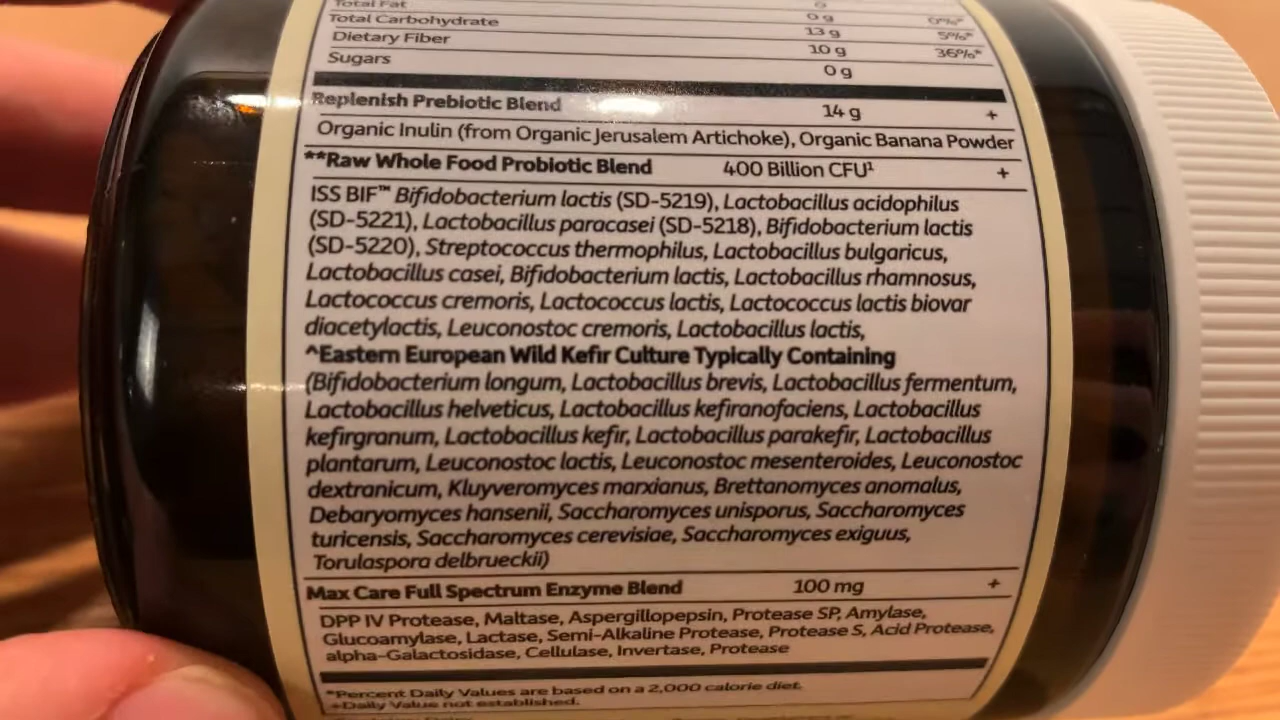 Total Fat 0 g 0%*
Total Carbohydrate 13 g 5%*
Dietary Fiber 10 g 36%*
Sugars 0 g
Replenish Prebiotic Blend 14 g +
Organic Inulin (from Organic Jerusalem Artichoke), Organic Banana Powder
**Raw Whole Food Probiotic Blend 400 Billion CFU¹ +
ISS BIF™ Bifidobacterium lactis (SD-5219), Lactobacillus acidophilus
(SD-5221), Lactobacillus paracasei (SD-5218), Bifidobacterium lactis
(SD-5220), Streptococcus thermophilus, Lactobacillus bulgaricus,
Lactobacillus casei, Bifidobacterium lactis, Lactobacillus rhamnosus,
Lactococcus cremoris, Lactococcus lactis, Lactococcus lactis biovar
diacetylactis, Leuconostoc cremoris, Lactobacillus lactis,
^Eastern European Wild Kefir Culture Typically Containing
(Bifidobacterium longum, Lactobacillus brevis, Lactobacillus fermentum,
Lactobacillus helveticus, Lactobacillus kefiranofaciens, Lactobacillus
kefirgranum, Lactobacillus kefir, Lactobacillus parakefir, Lactobacillus
plantarum, Leuconostoc lactis, Leuconostoc mesenteroides, Leuconostoc
dextranicum, Kluyveromyces marxianus, Brettanomyces anomalus,
Debaryomyces hansenii, Saccharomyces unisporus, Saccharomyces
turicensis, Saccharomyces cerevisiae, Saccharomyces exiguus,
Torulaspora delbrueckii)
Max Care Full Spectrum Enzyme Blend 100 mg +
DPP IV Protease, Maltase, Aspergillopepsin, Protease SP, Amylase,
Glucoamylase, Lactase, Semi-Alkaline Protease, Protease S, Acid Protease,
alpha-Galactosidase, Cellulase, Invertase, Protease
*Percent Daily Values are based on a 2,000 calorie diet.
+Daily Value not established.